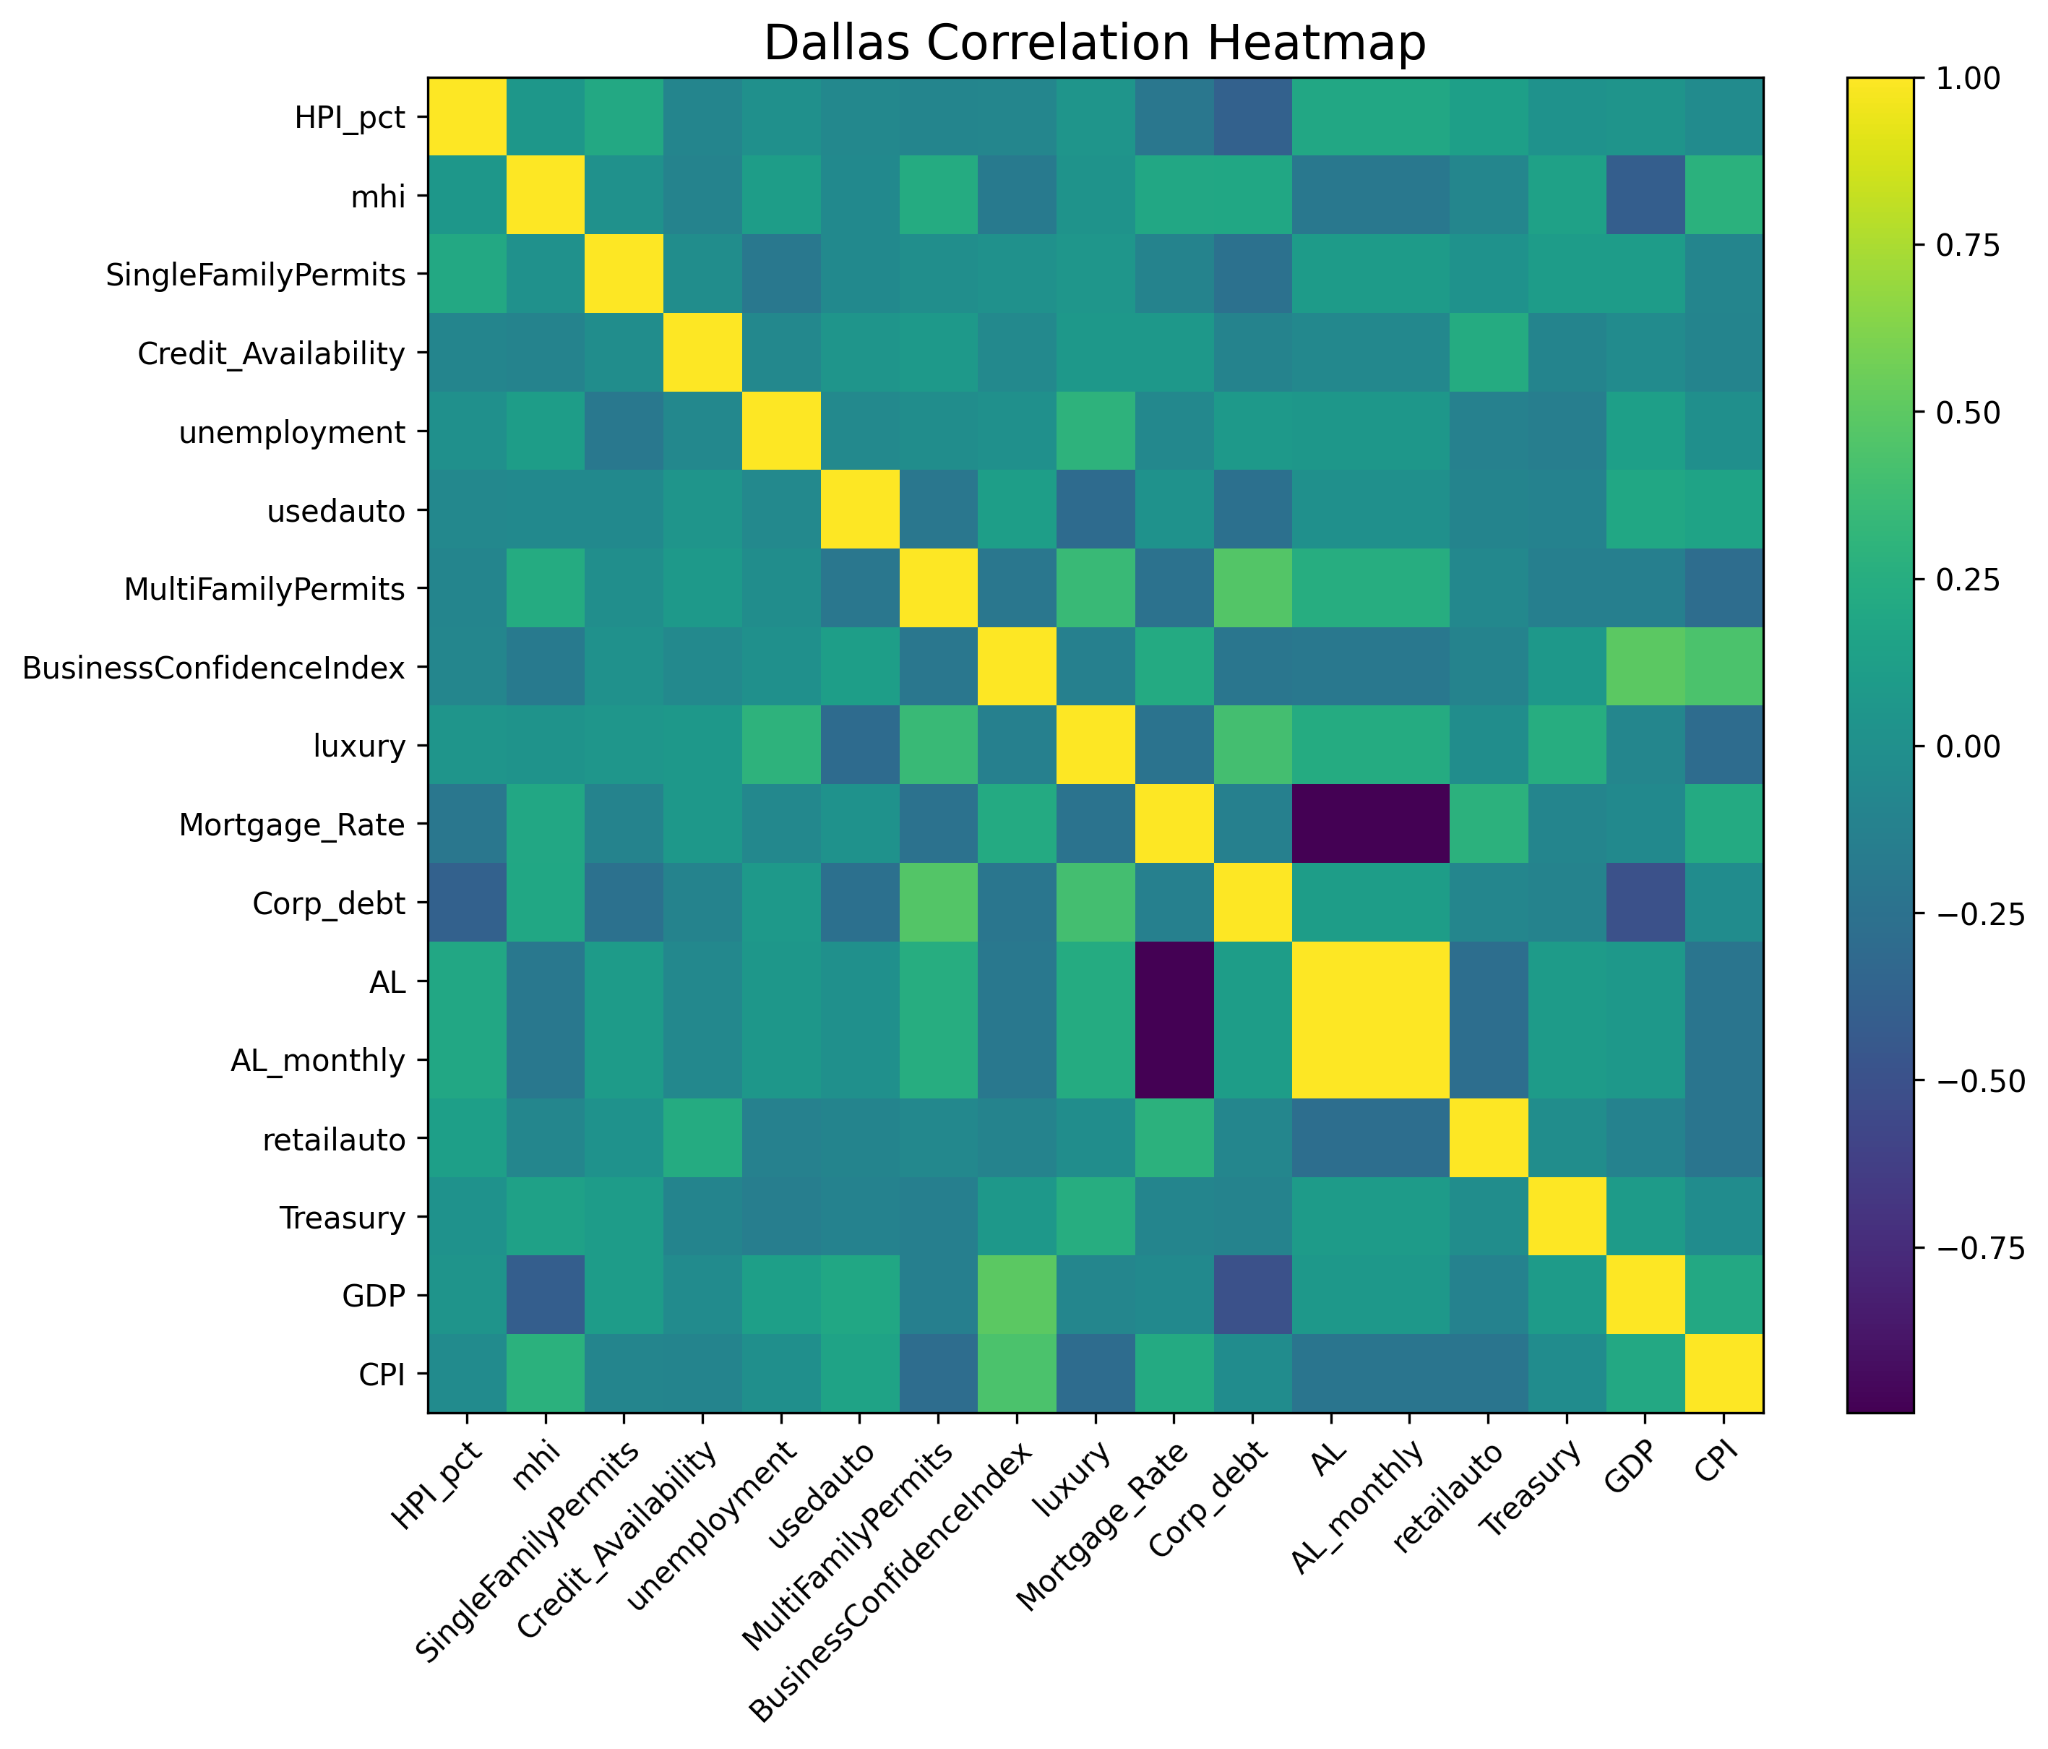 Dallas Correlation Heatmap
HPI_pct
mhi
SingleFamilyPermits
Credit_Availability
unemployment
usedauto
MultiFamilyPermits
BusinessConfidenceIndex
luxury
Mortgage_Rate
Corp_debt
AL
AL_monthly
retailauto
Treasury
GDP
CPI
HPI_pct
mhi
SingleFamilyPermits
Credit_Availability
unemployment
usedauto
MultiFamilyPermits
BusinessConfidenceIndex
luxury
Mortgage_Rate
Corp_debt
AL
AL_monthly
retailauto
Treasury
GDP
CPI
1.00
0.75
0.50
0.25
0.00
−0.25
−0.50
−0.75